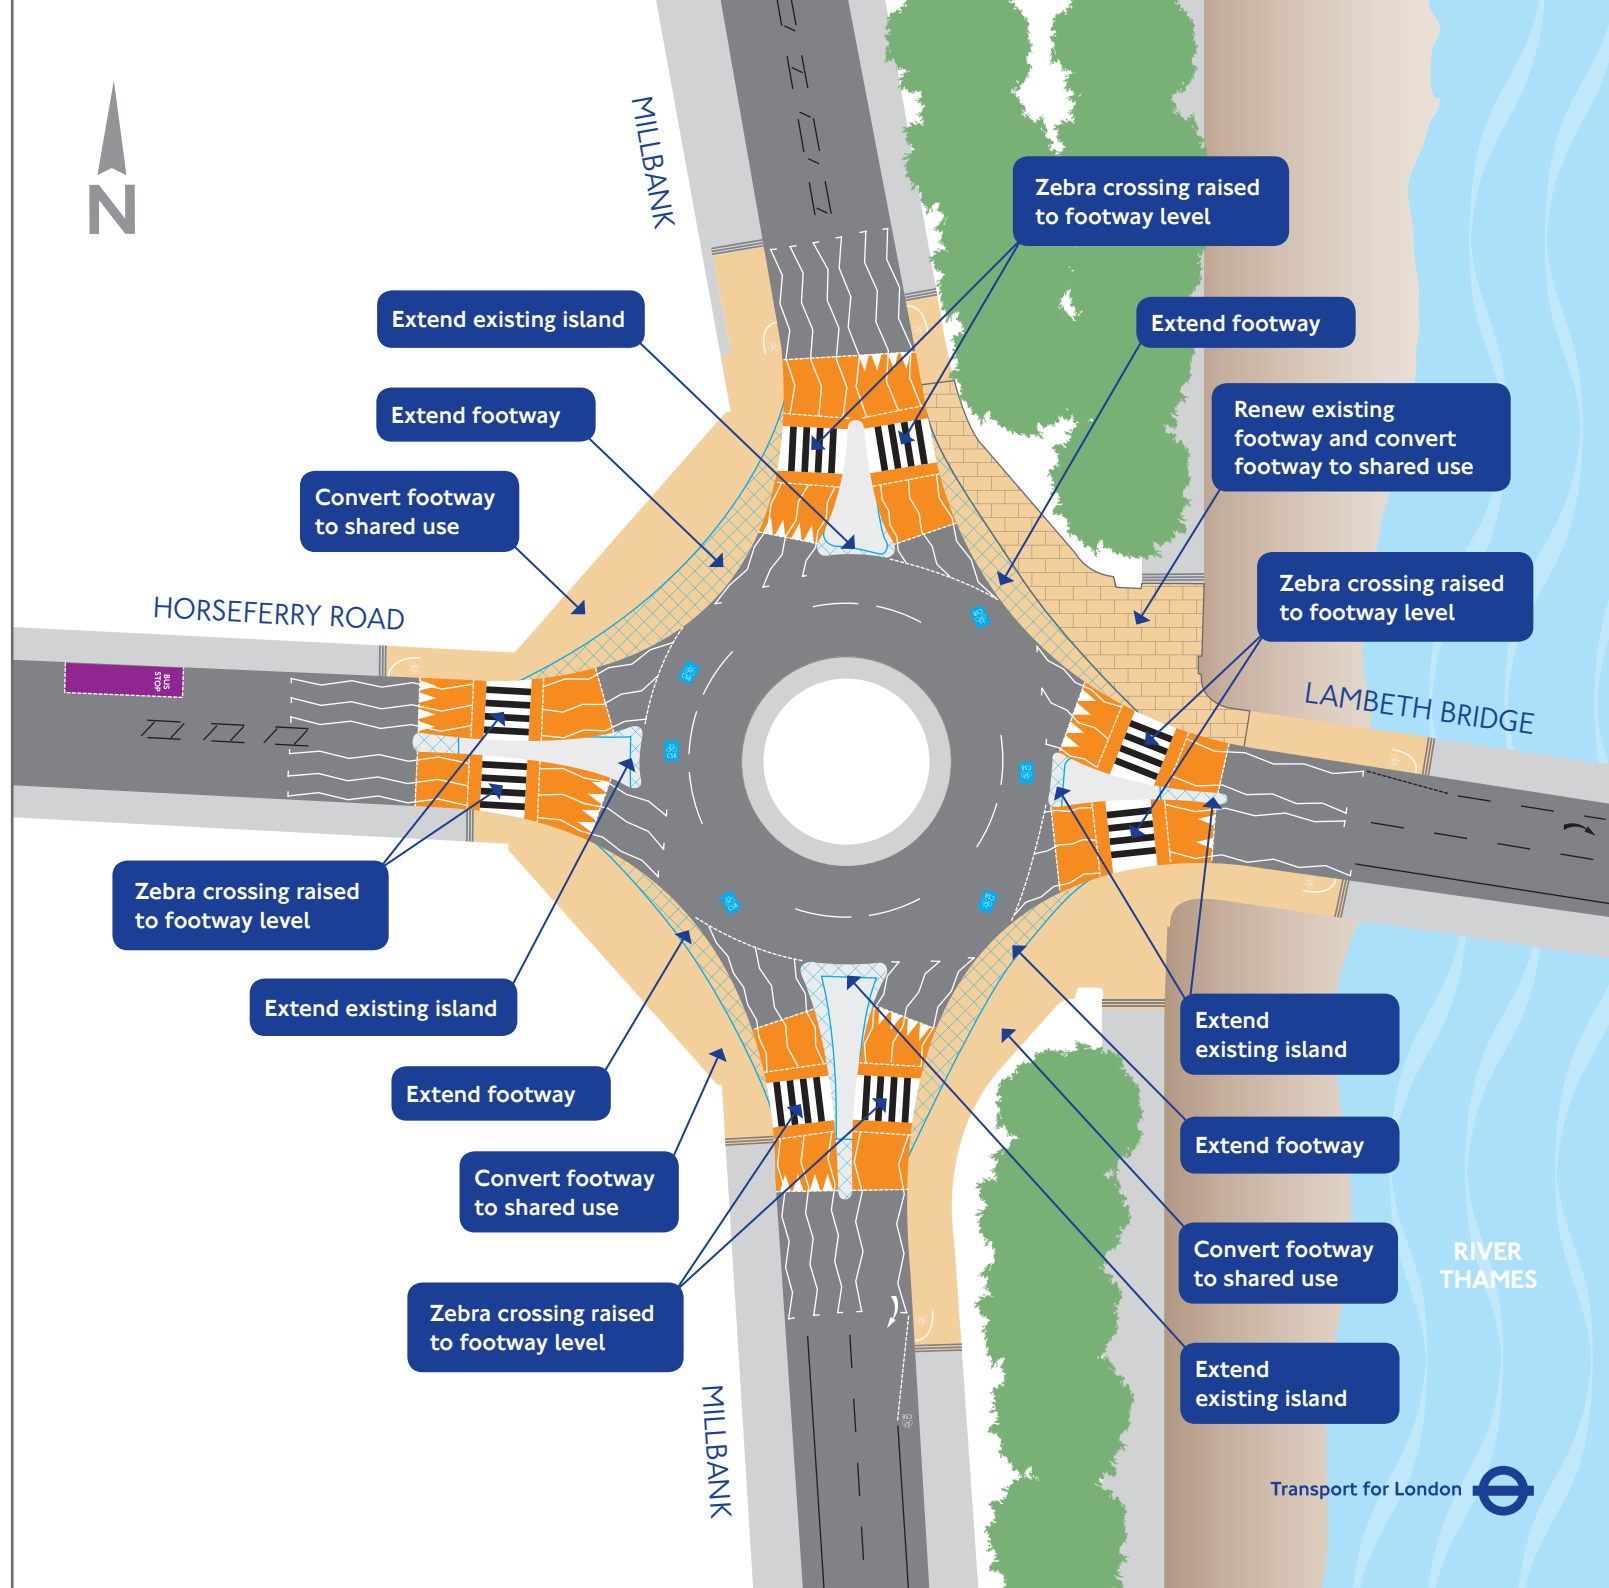 MILLBANK
N
Zebra crossing raised
to footway level
Extend existing island
Extend footway
Extend footway
Renew existing
footway and convert
footway to shared use
Convert footway
to shared use
Zebra crossing raised
to footway level
HORSEFERRY ROAD
BUS
STOP
LAMBETH BRIDGE
Zebra crossing raised
to footway level
Extend existing island
Extend
existing island
Extend footway
Extend footway
Convert footway
to shared use
Convert footway
to shared use
RIVER
THAMES
Zebra crossing raised
to footway level
Extend
existing island
MILLBANK
Transport for London